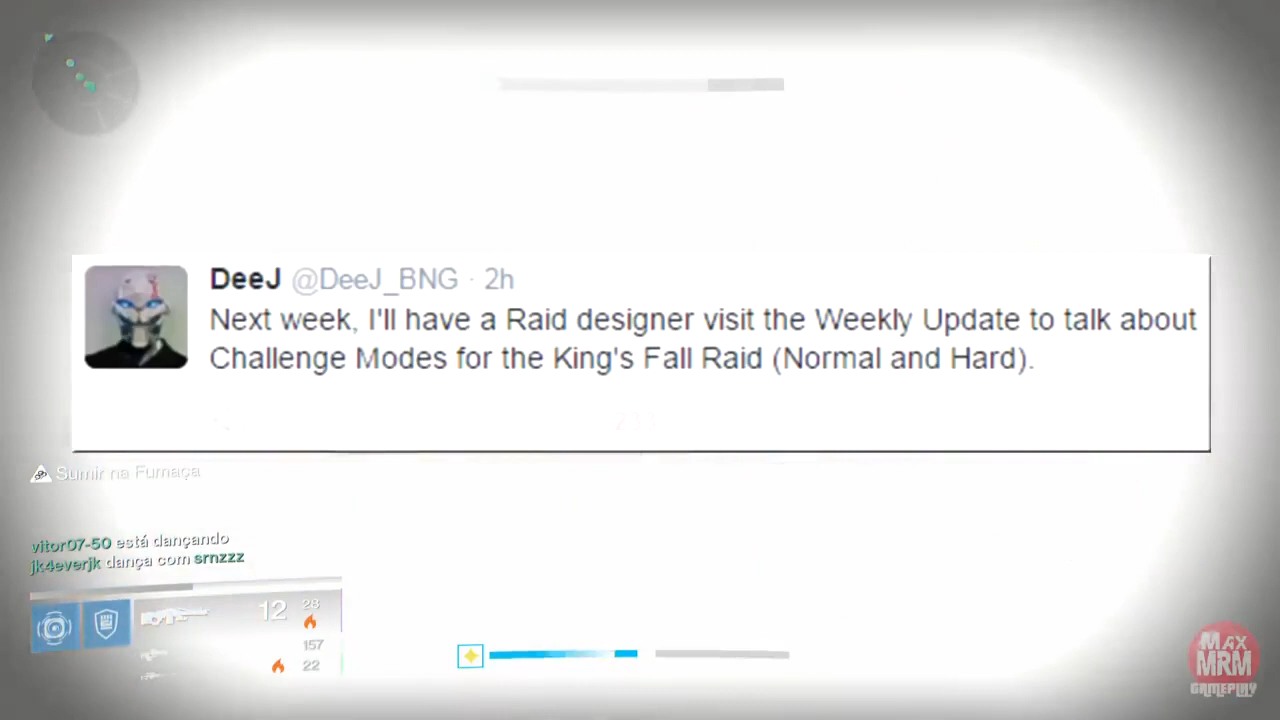 DeeJ @DeeJ_BNG · 2h
Next week, I'll have a Raid designer visit the Weekly Update to talk about
Challenge Modes for the King's Fall Raid (Normal and Hard).
Sumir na Fumaça
vitor07-50 está dançando
jk4everjk dança com srnzzz
12 28
157
22
MAX
MRM
GAMEPLAY